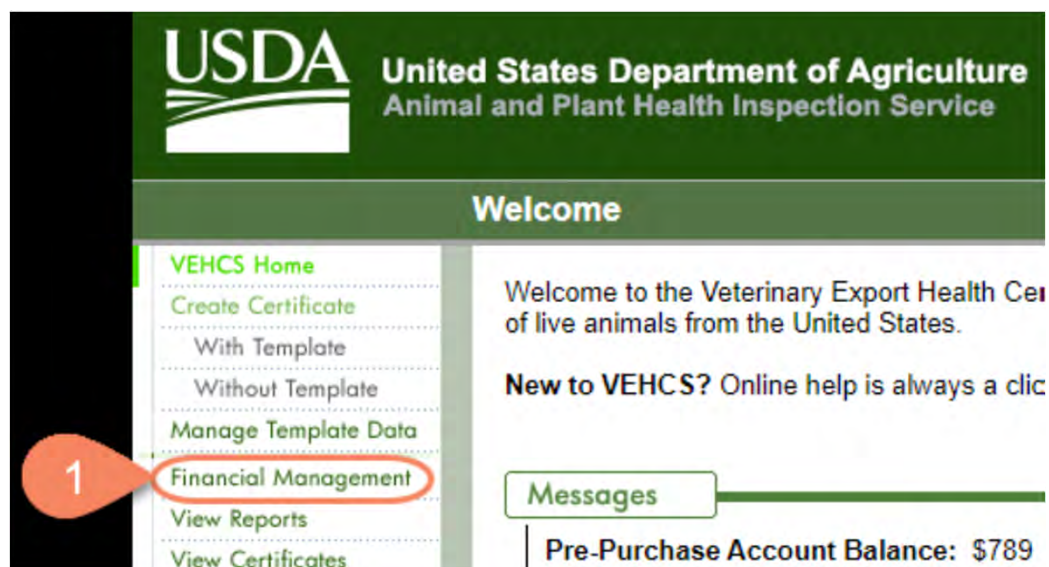 USDA
United States Department of Agriculture
Animal and Plant Health Inspection Service
Welcome
VEHCS Home
Create Certificate
With Template
Without Template
Manage Template Data
1
Financial Management
View Reports
View Certificates
Welcome to the Veterinary Export Health
of live animals from the United States.
New to VEHCS? Online help is always a
Messages
Pre-Purchase Account Balance: $789